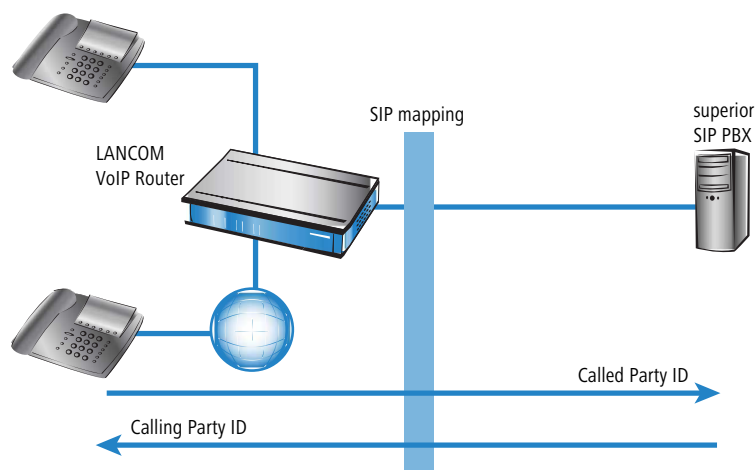 SIP mapping
superior
SIP PBX
LANCOM
VoIP Router
Called Party ID
Calling Party ID